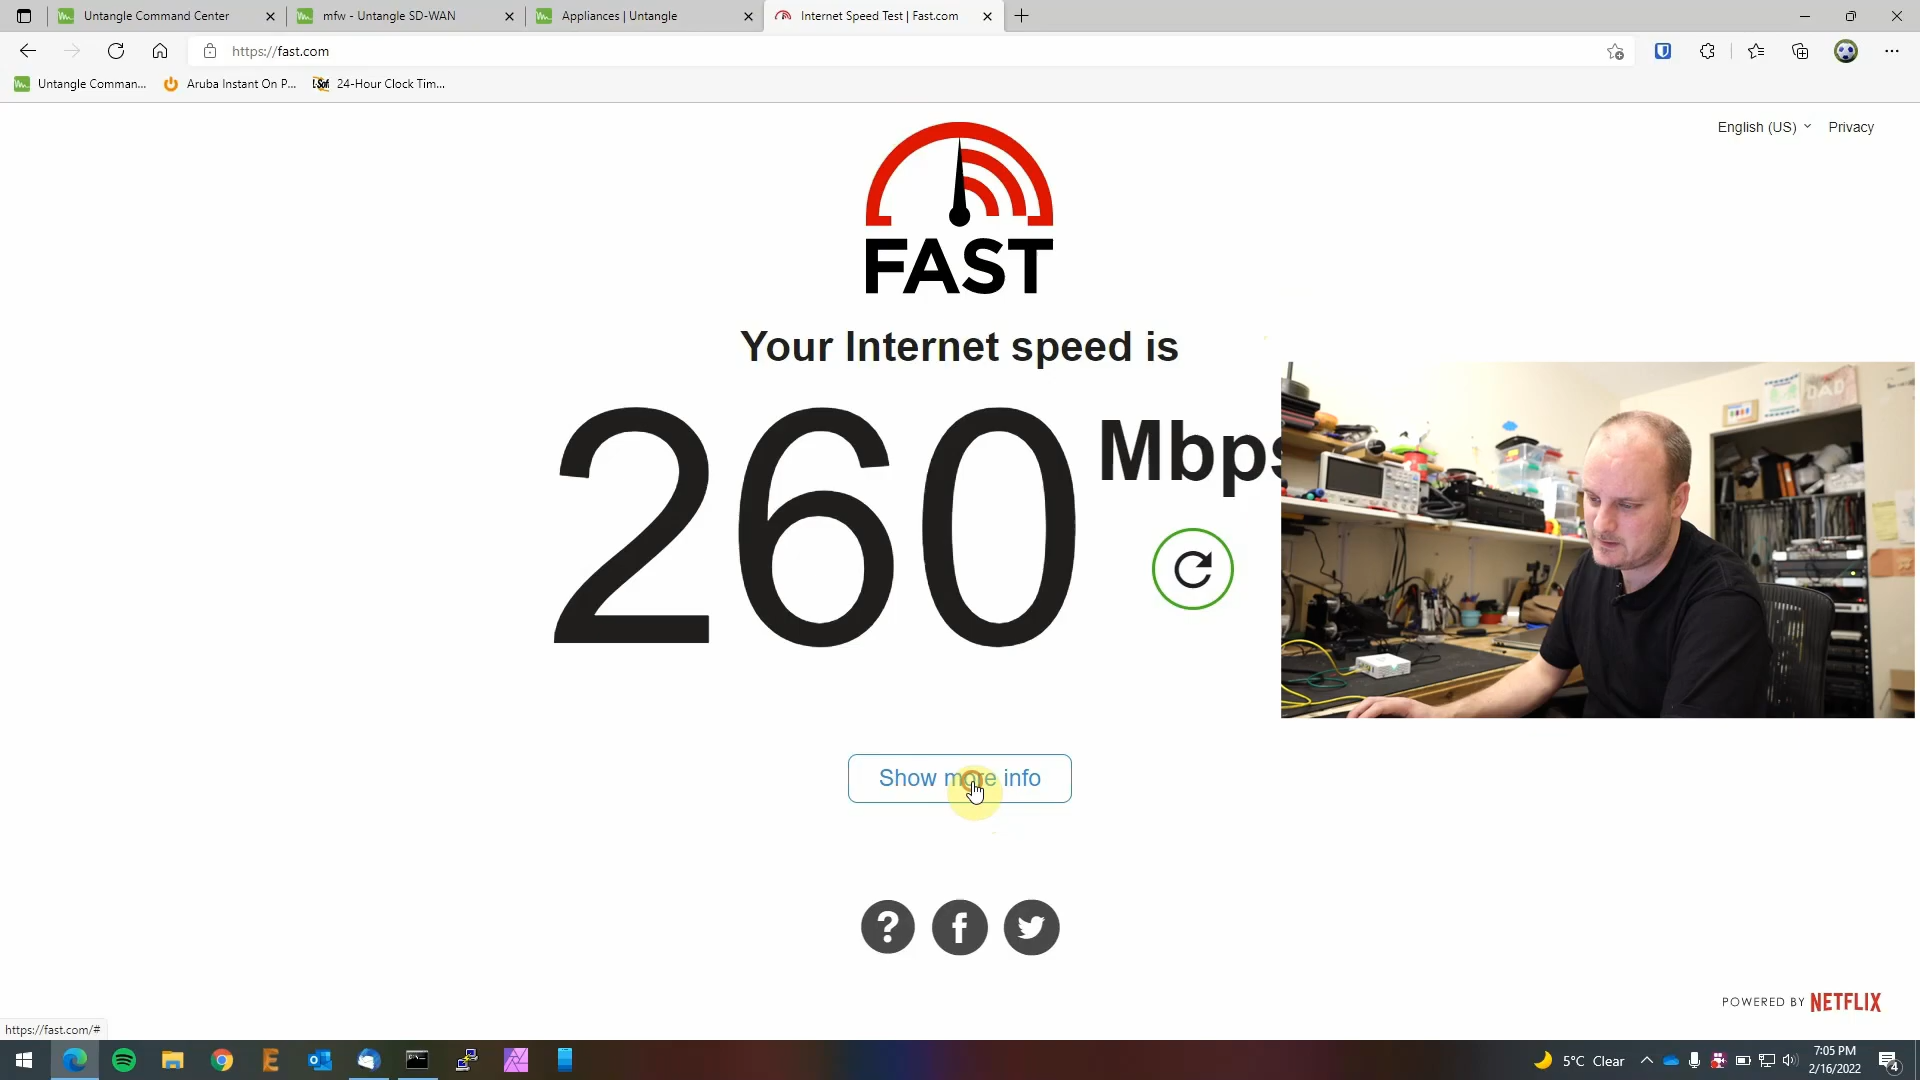 Untangle Command Center
mfw - Untangle SD-WAN
Appliances | Untangle
Internet Speed Test | Fast.com
https://fast.com
Untangle Comman...
Aruba Instant On P...
24-Hour Clock Tim...
English (US)
Privacy
FAST
Your Internet speed is
260 Mbps
DAD
Show more info
POWERED BY NETFLIX
https://fast.com/#
5°C Clear
7:05 PM
2/16/2022
4